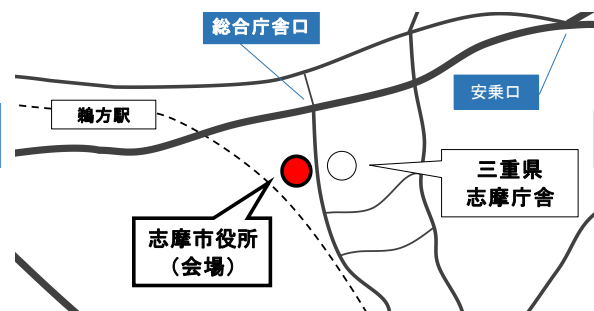 総合庁舎口
安乗口
鵜方駅
三重県
志摩庁舎
志摩市役所
（会場）